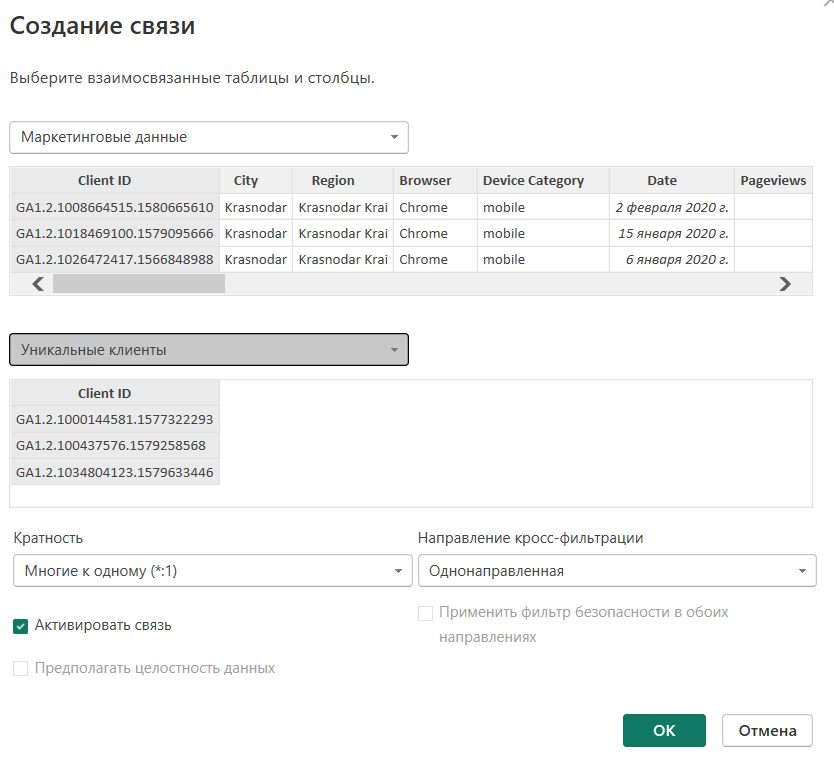 Создание связи
Выберите взаимосвязанные таблицы и столбцы.
Маркетинговые данные
Client ID City Region Browser Device Category Date Pageviews
GA1.2.1008664515.1580665610 Krasnodar Krasnodar Krai Chrome mobile 2 февраля 2020 г.
GA1.2.1018469100.1579095666 Krasnodar Krasnodar Krai Chrome mobile 15 января 2020 г.
GA1.2.1026472417.1566848988 Krasnodar Krasnodar Krai Chrome mobile 6 января 2020 г.
Уникальные клиенты
Client ID
GA1.2.1000144581.1577322293
GA1.2.100437576.1579258568
GA1.2.1034804123.1579633446
Кратность Направление кросс-фильтрации
Многие к одному (*:1) Однонаправленная
Активировать связь
Применить фильтр безопасности в обоих
направлениях
Предполагать целостность данных
ОК Отмена